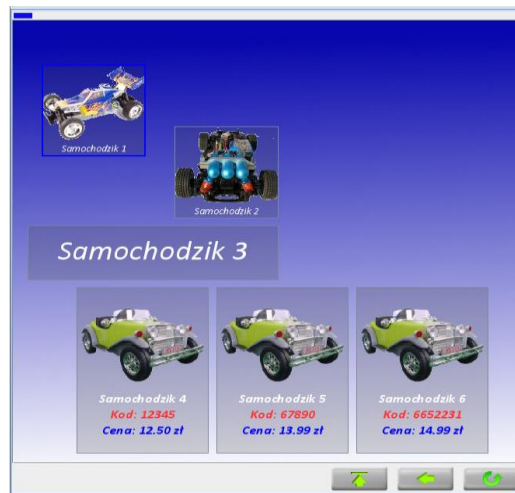 Samochodzik 1
Samochodzik 2
Samochodzik 3
Samochodzik 4
Kod: 12345
Cena: 12.50 zł
Samochodzik 5
Kod: 67890
Cena: 13.99 zł
Samochodzik 6
Kod: 6652231
Cena: 14.99 zł